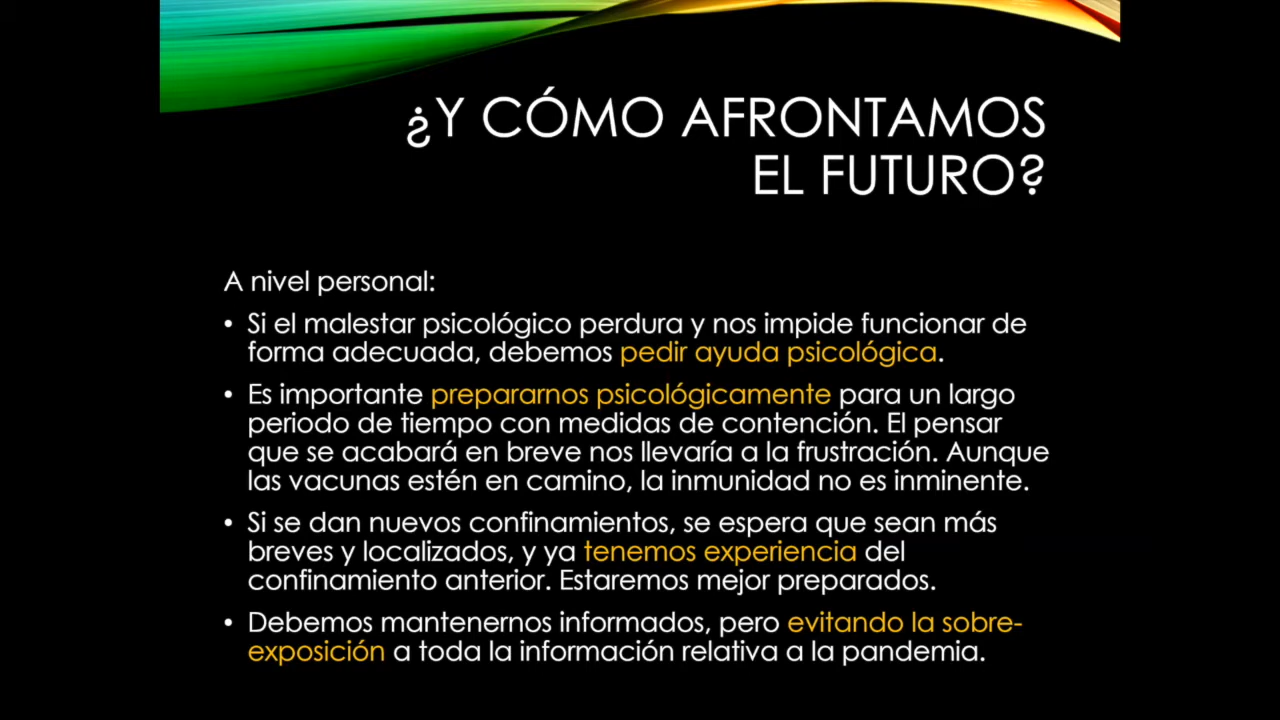 ¿Y CÓMO AFRONTAMOS
EL FUTURO?
A nivel personal:
• Si el malestar psicológico perdura y nos impide funcionar de
forma adecuada, debemos pedir ayuda psicológica.
• Es importante prepararnos psicológicamente para un largo
periodo de tiempo con medidas de contención. El pensar
que se acabará en breve nos llevaría a la frustración. Aunque
las vacunas estén en camino, la inmunidad no es inminente.
• Si se dan nuevos confinamientos, se espera que sean más
breves y localizados, y ya tenemos experiencia del
confinamiento anterior. Estaremos mejor preparados.
• Debemos mantenernos informados, pero evitando la sobre-
exposición a toda la información relativa a la pandemia.